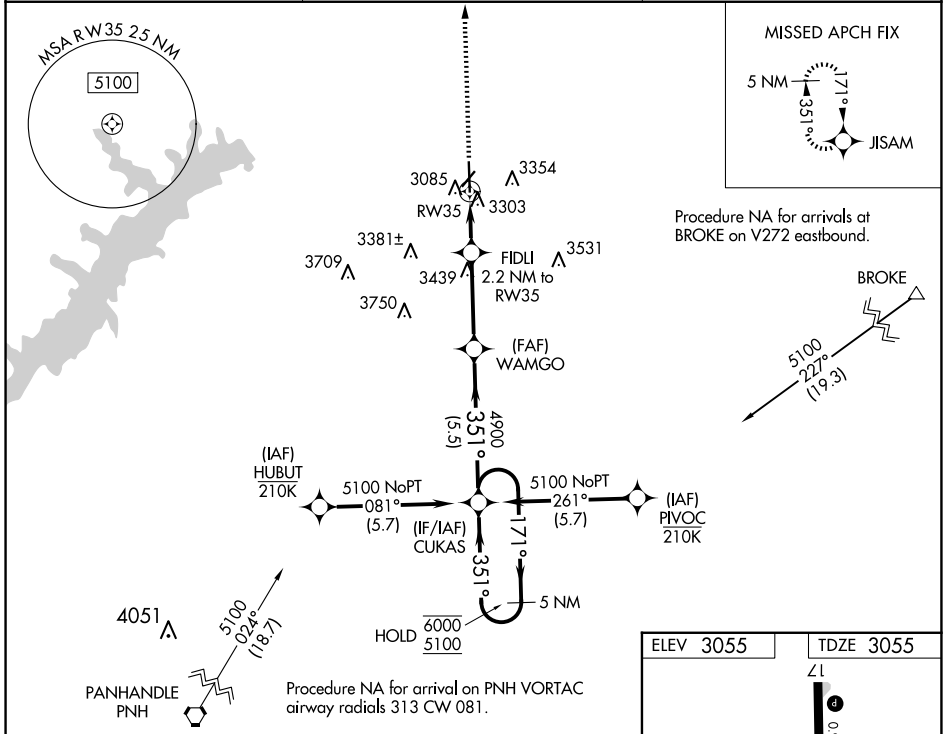 MSA RW35 25 NM
5100
MISSED APCH FIX
5 NM
171°
351°
JISAM
3085
3354
RW35
3303
Procedure NA for arrivals at
BROKE on V272 eastbound.
3381±
3709
3439
FIDLI
2.2 NM to
RW35
3531
3750
BROKE
5100
227°
(19.3)
(FAF)
WAMGO
4900
351°
(5.5)
(IAF)
HUBUT
210K
5100 NoPT
081°
(5.7)
(IF/IAF)
CUKAS
5100 NoPT
261°
(5.7)
(IAF)
PIVOC
210K
171°
351°
5 NM
HOLD
6000
5100
4051
5100
024°
(18.7)
PANHANDLE
PNH
Procedure NA for arrival on PNH VORTAC
airway radials 313 CW 081.
ELEV 3055
TDZE 3055
17
P